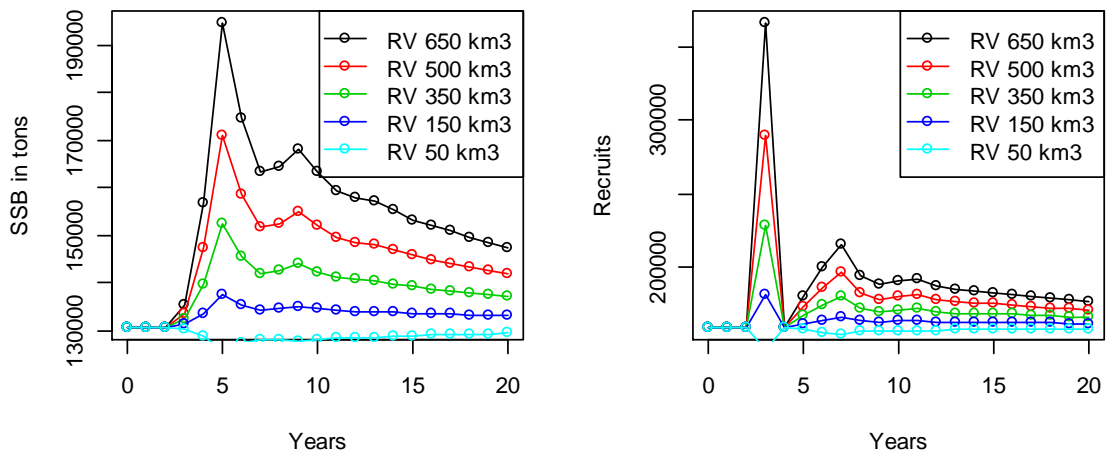 SSB in tons
130000
150000
170000
190000
RV 650 km3
RV 500 km3
RV 350 km3
RV 150 km3
RV 50 km3
0 5 10 15 20
Years
Recruits
200000
300000
RV 650 km3
RV 500 km3
RV 350 km3
RV 150 km3
RV 50 km3
0 5 10 15 20
Years